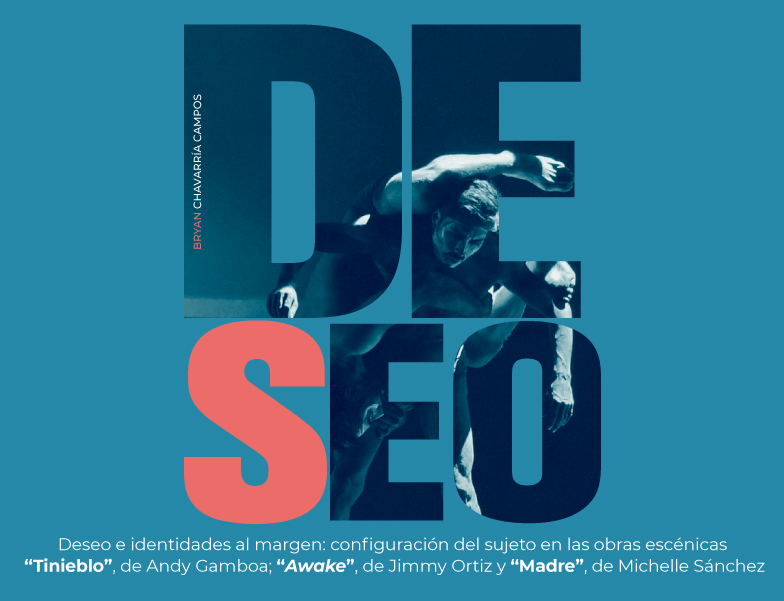 DE
SEO
BRYAN CHAVARRÍA CAMPOS
Deseo e identidades al margen: configuración del sujeto en las obras escénicas
“Tinieblo”, de Andy Gamboa; “Awake”, de Jimmy Ortiz y “Madre”, de Michelle Sánchez